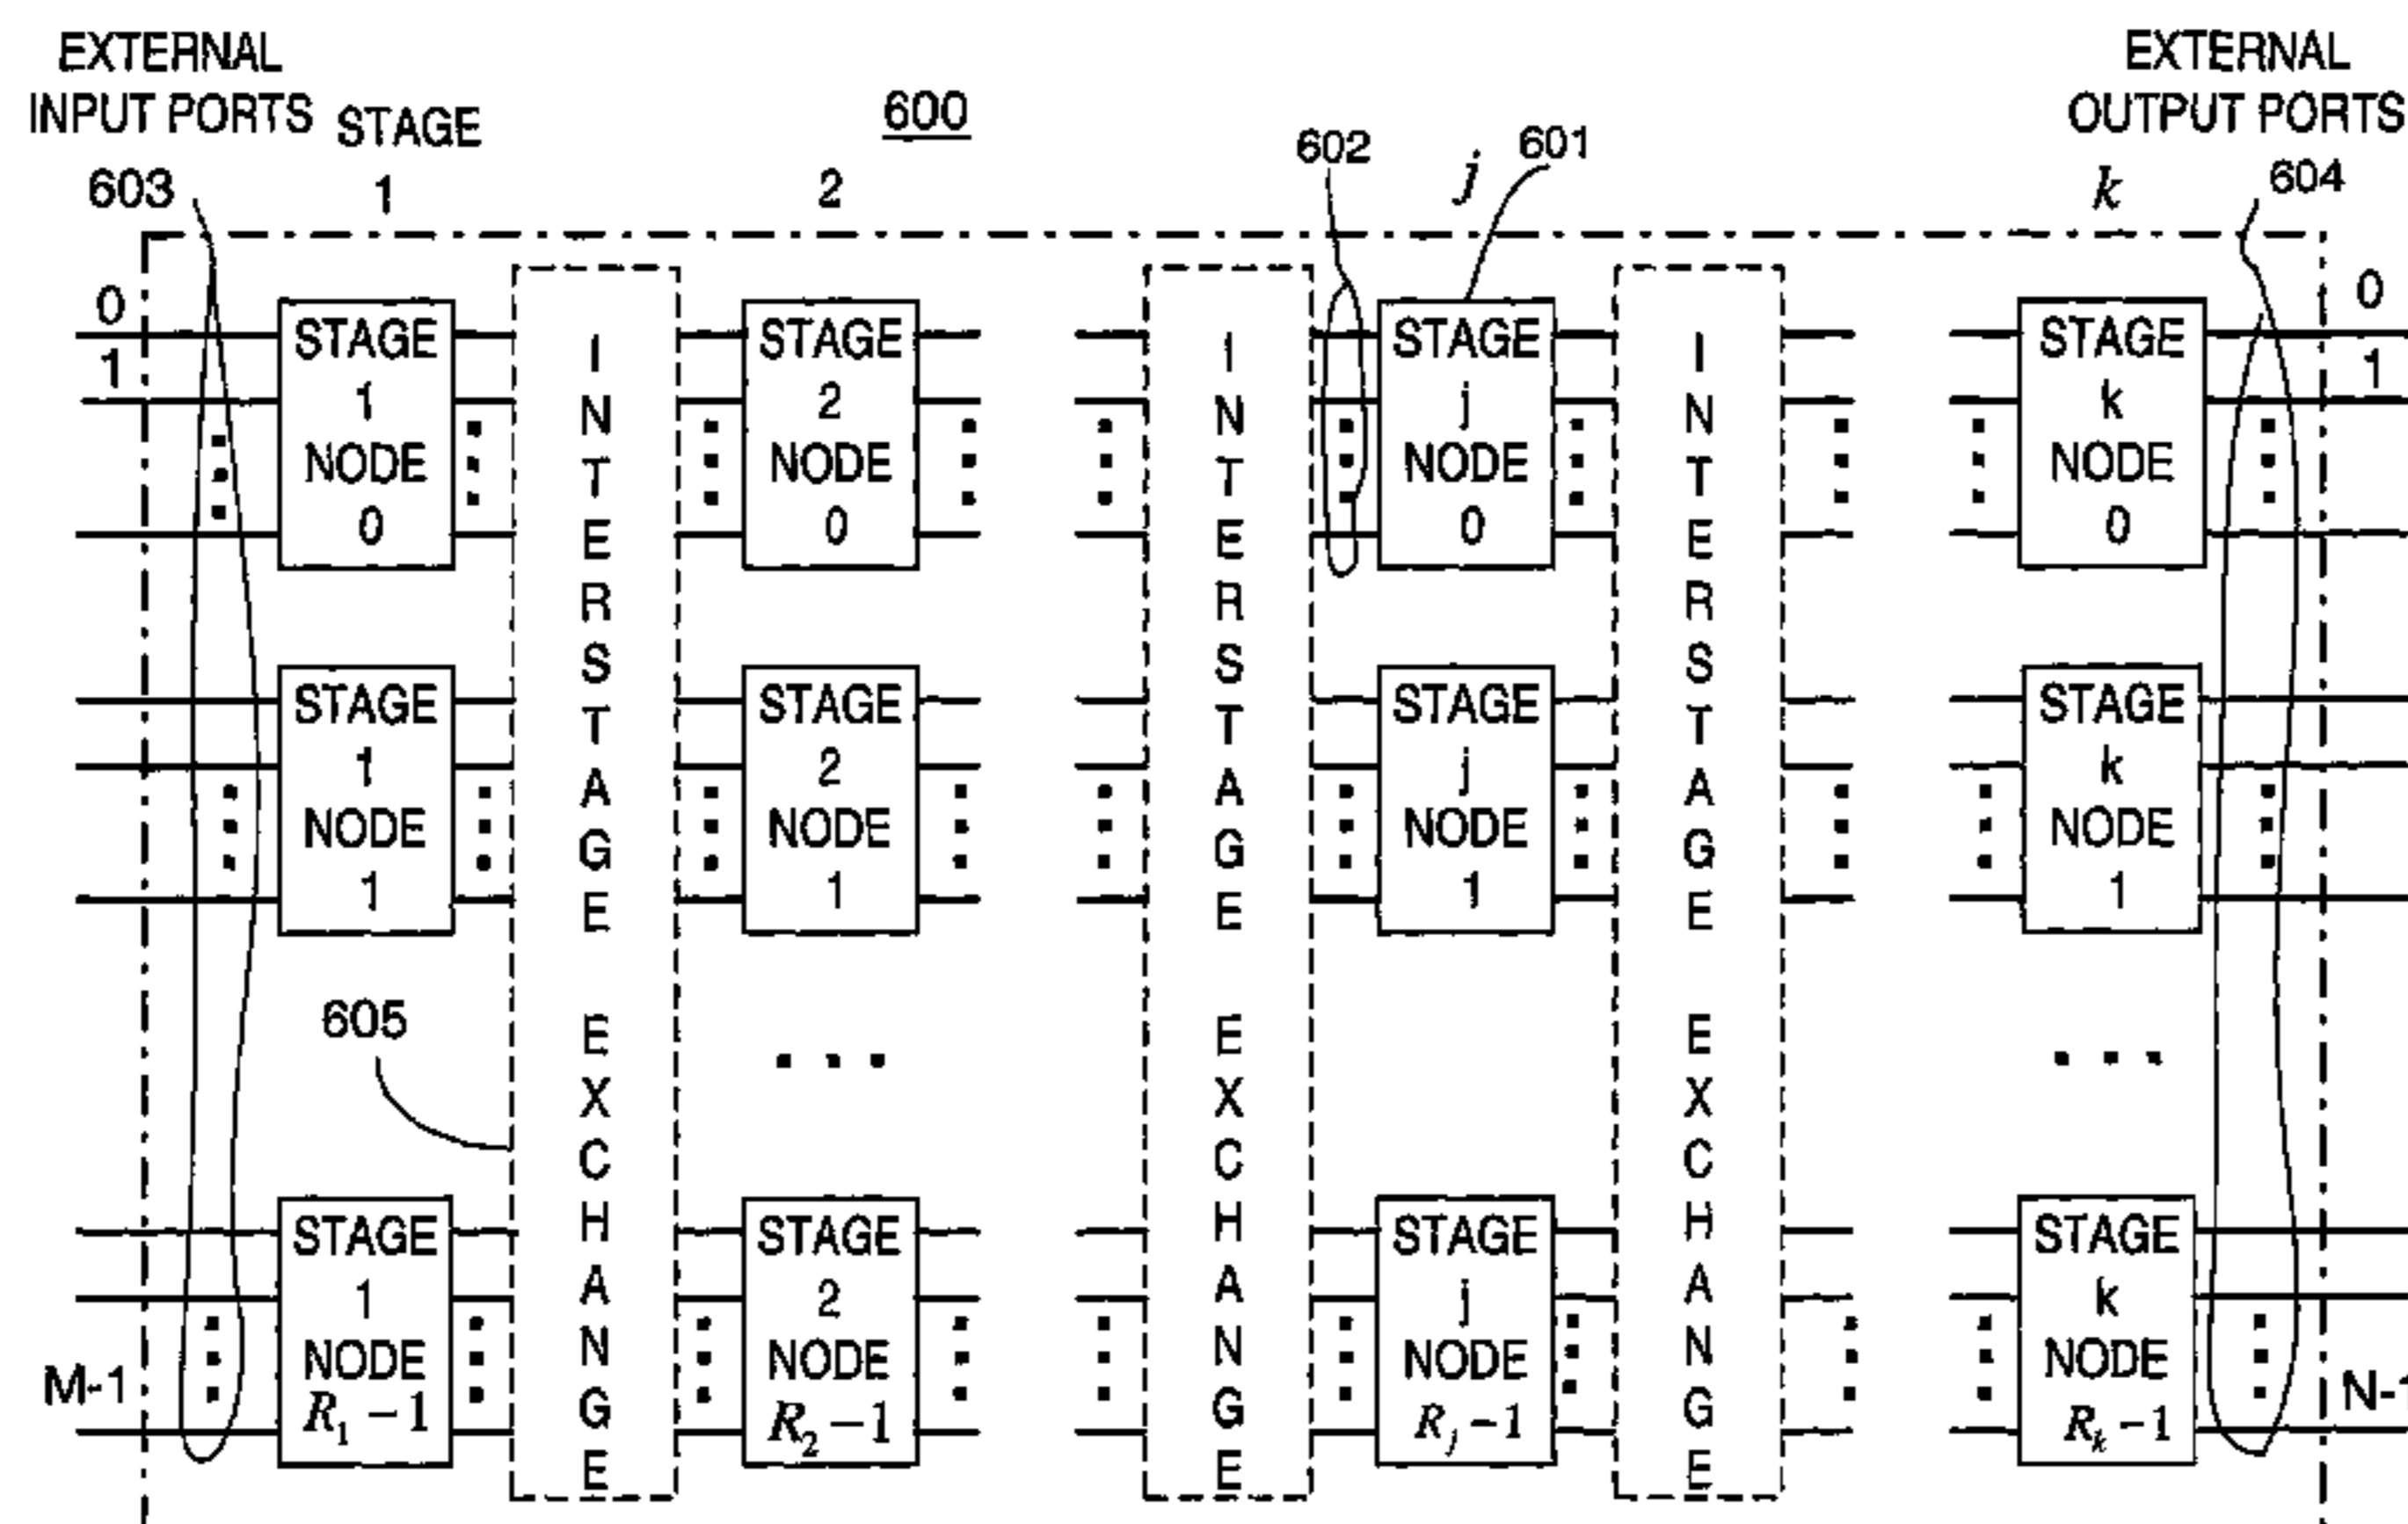 EXTERNAL
INPUT PORTS
STAGE
600
EXTERNAL
OUTPUT PORTS
603
1
2
602
j
601
k
604
0
1
M-1
STAGE
1
NODE
0
STAGE
1
NODE
1
605
STAGE
1
NODE
R₁ −1
INTERSTAGE EXCHANGE
STAGE
2
NODE
0
STAGE
2
NODE
1
STAGE
2
NODE
R₂ −1
INTERSTAGE EXCHANGE
STAGE
j
NODE
0
STAGE
j
NODE
1
STAGE
j
NODE
Rⱼ −1
INTERSTAGE EXCHANGE
STAGE
k
NODE
0
STAGE
k
NODE
1
STAGE
k
NODE
Rₖ −1
0
1
N-1